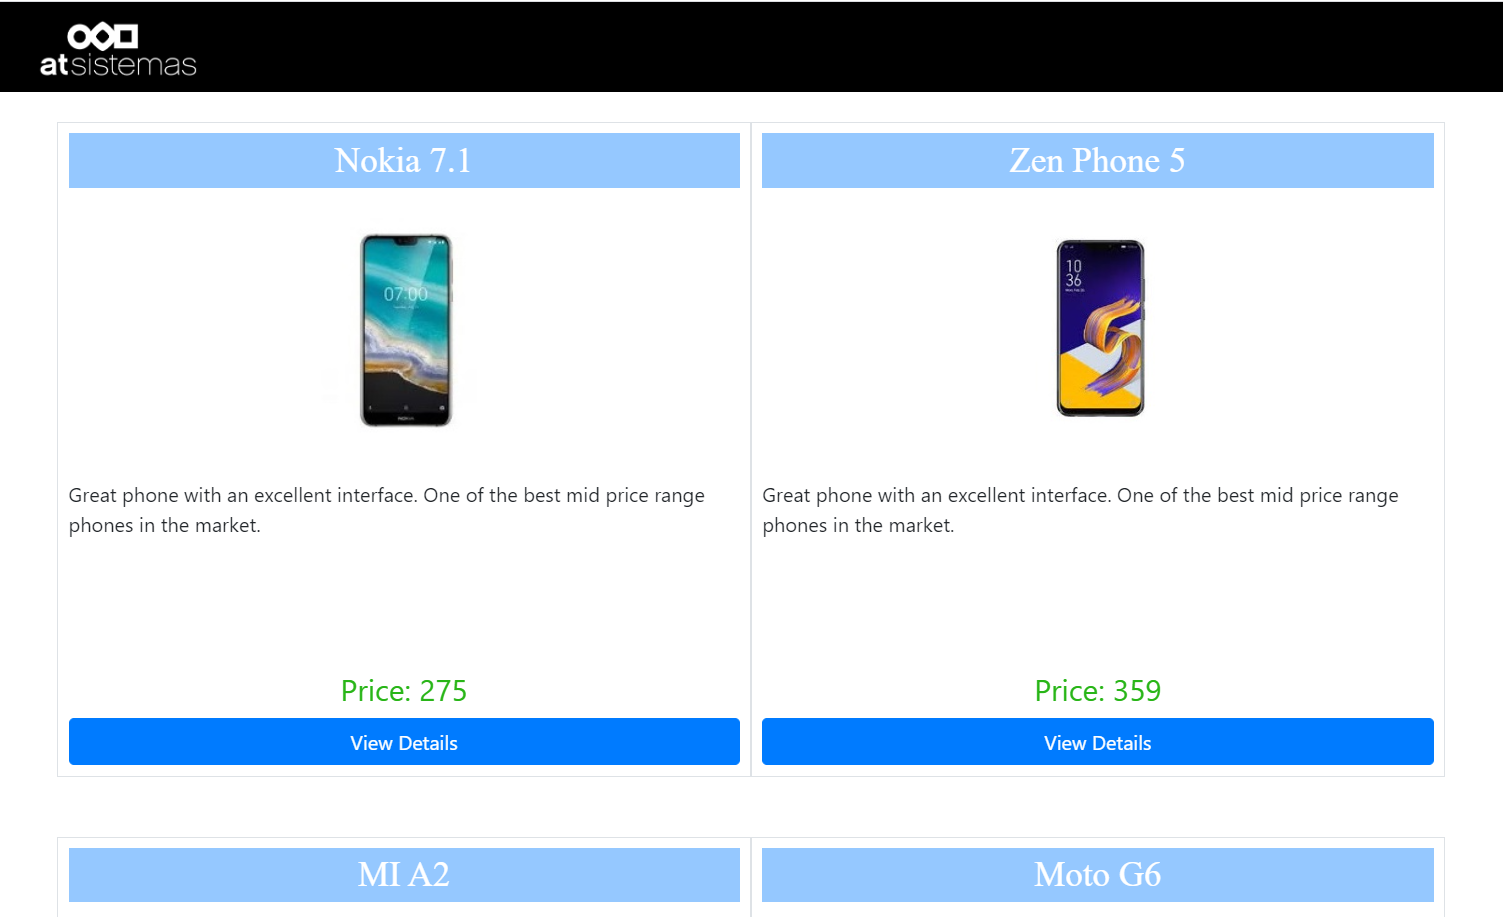 atsistemas
Nokia 7.1
Zen Phone 5
07:00
10
36
NOKIA
Great phone with an excellent interface. One of the best mid price range
phones in the market.
Great phone with an excellent interface. One of the best mid price range
phones in the market.
Price: 275
Price: 359
View Details
View Details
MI A2
Moto G6